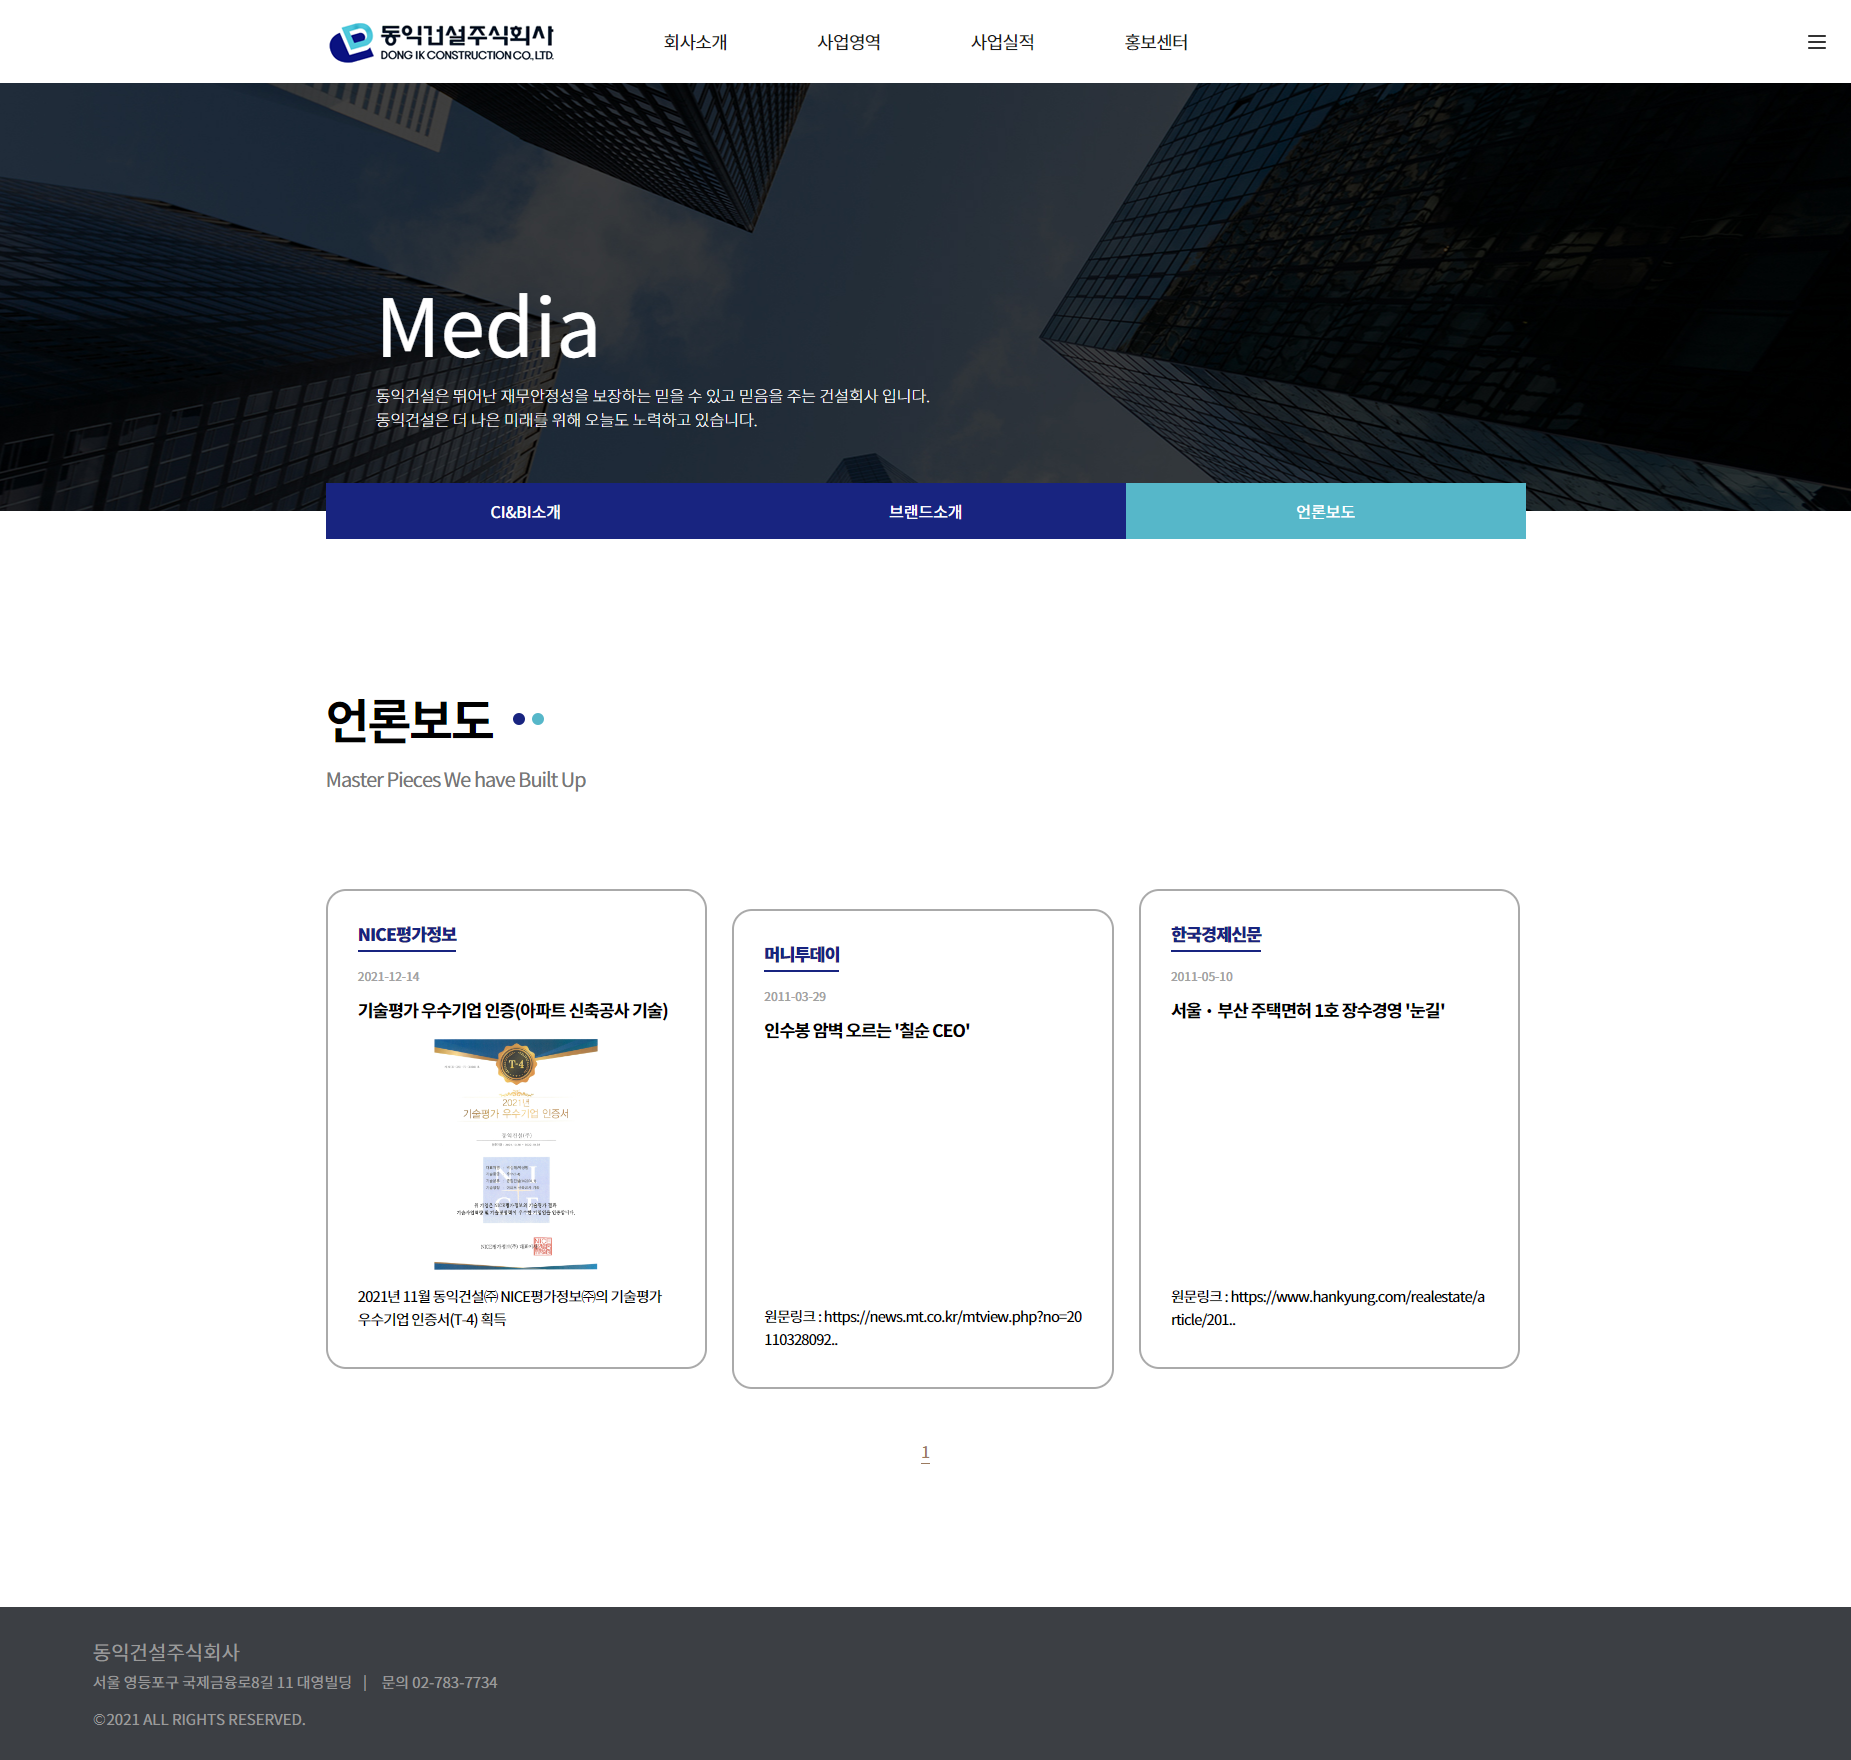 동익건설주식회사
DONG IK CONSTRUCTION CO., LTD.
회사소개
사업영역
사업실적
홍보센터
Media
동익건설은 뛰어난 재무안정성을 보장하는 믿을 수 있고 믿음을 주는 건설회사 입니다.
동익건설은 더 나은 미래를 위해 오늘도 노력하고 있습니다.
CI&BI소개
브랜드소개
언론보도
언론보도
Master Pieces We have Built Up
NICE평가정보
2021-12-14
기술평가 우수기업 인증(아파트 신축공사 기술)
T-4
2021년
기술평가 우수기업 인증서
동익건설(주)
2021년 11월 동익건설㈜ NICE평가정보㈜의 기술평가
우수기업 인증서(T-4) 획득
머니투데이
2011-03-29
인수봉 암벽 오르는 '칠순 CEO'
원문링크 : https://news.mt.co.kr/mtview.php?no=20
110328092..
한국경제신문
2011-05-10
서울·부산 주택면허 1호 장수경영 '눈길'
원문링크 : https://www.hankyung.com/realestate/a
rticle/201..
1
동익건설주식회사
서울 영등포구 국제금융로8길 11 대영빌딩 | 문의 02-783-7734
©2021 ALL RIGHTS RESERVED.